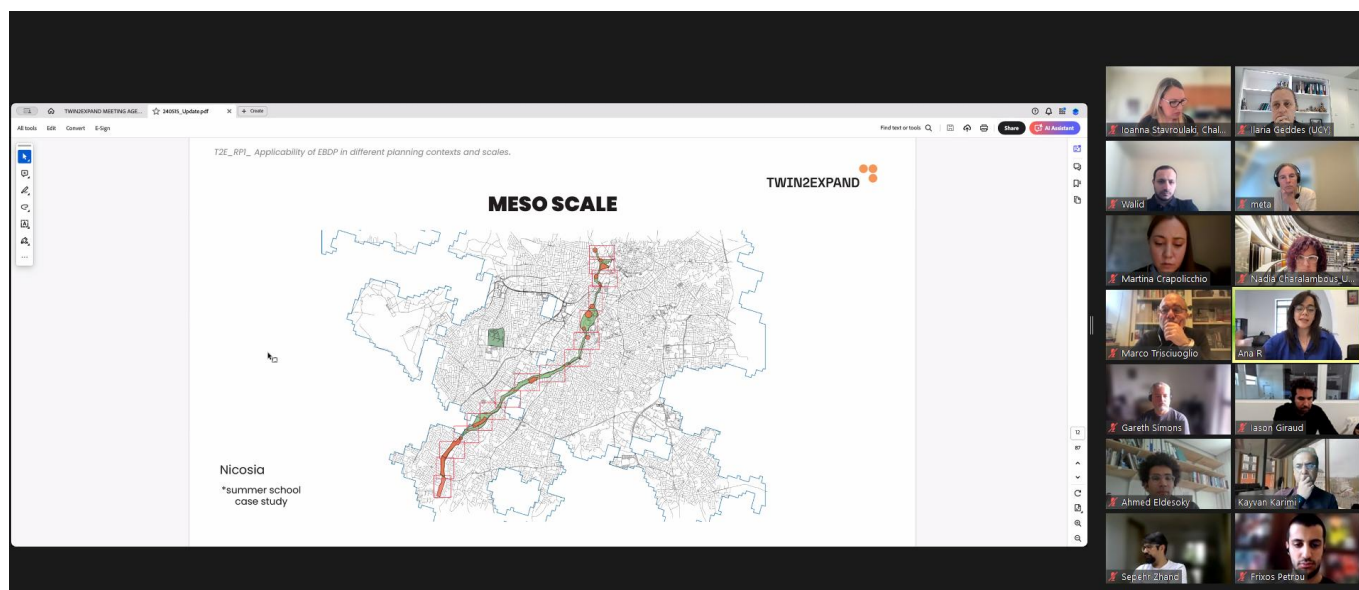 TWIN2EXPAND MEETING AGE...
240515_Update.pdf
+ Create
All tools
Edit
Convert
E-Sign
Find text or tools
Share
AI Assistant
T2E_RP1_ Applicability of EBDP in different planning contexts and scales.
TWIN2EXPAND
MESO SCALE
Nicosia
*summer school
case study
12
Ioanna Stavroulaki, Chal...
Ilaria Geddes (UCY)
Walid
meta
Martina Crapolicchio
Nadia Charalambous_U...
Marco Trisciuoglio
Ana R
Gareth Simons
Iason Giraud
Ahmed Eldesoky
Kayvan Karimi
Sepehr Zhand
Frixos Petrou